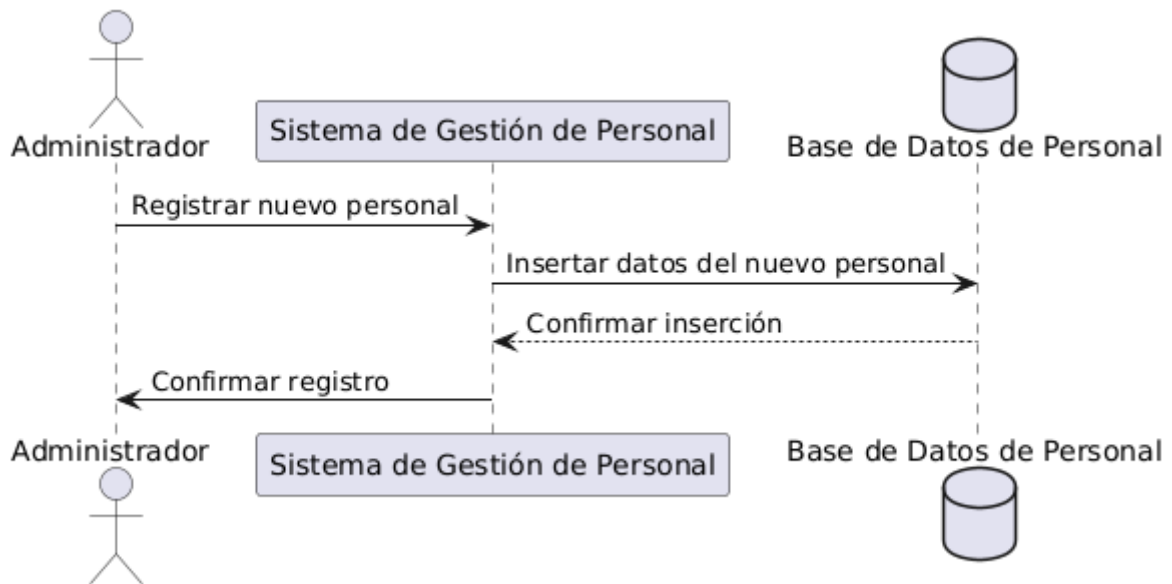 Administrador
Sistema de Gestión de Personal
Base de Datos de Personal
Registrar nuevo personal
Insertar datos del nuevo personal
Confirmar inserción
Confirmar registro
Administrador
Sistema de Gestión de Personal
Base de Datos de Personal